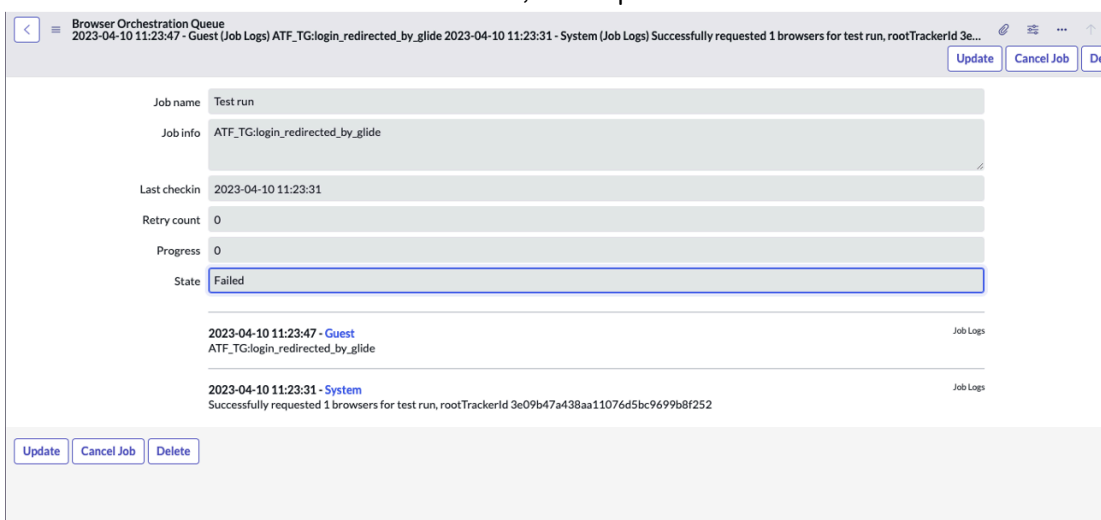 Browser Orchestration Queue
2023-04-10 11:23:47 - Guest (Job Logs) ATF_TG:login_redirected_by_glide 2023-04-10 11:23:31 - System (Job Logs) Successfully requested 1 browsers for test run, rootTrackerId 3e...
Update Cancel Job De
Job name Test run
Job info ATF_TG:login_redirected_by_glide
Last checkin 2023-04-10 11:23:31
Retry count 0
Progress 0
State Failed
2023-04-10 11:23:47 - Guest Job Logs
ATF_TG:login_redirected_by_glide
2023-04-10 11:23:31 - System Job Logs
Successfully requested 1 browsers for test run, rootTrackerId 3e09b47a438aa11076d5bc9699b8f252
Update Cancel Job Delete